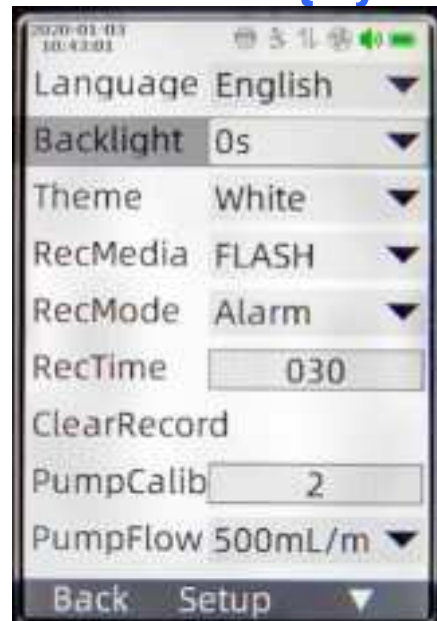 2020-01-03
10:43:01
Language English
Backlight 0s
Theme White
RecMedia FLASH
RecMode Alarm
RecTime 030
ClearRecord
PumpCalib 2
PumpFlow 500mL/m
Back Setup